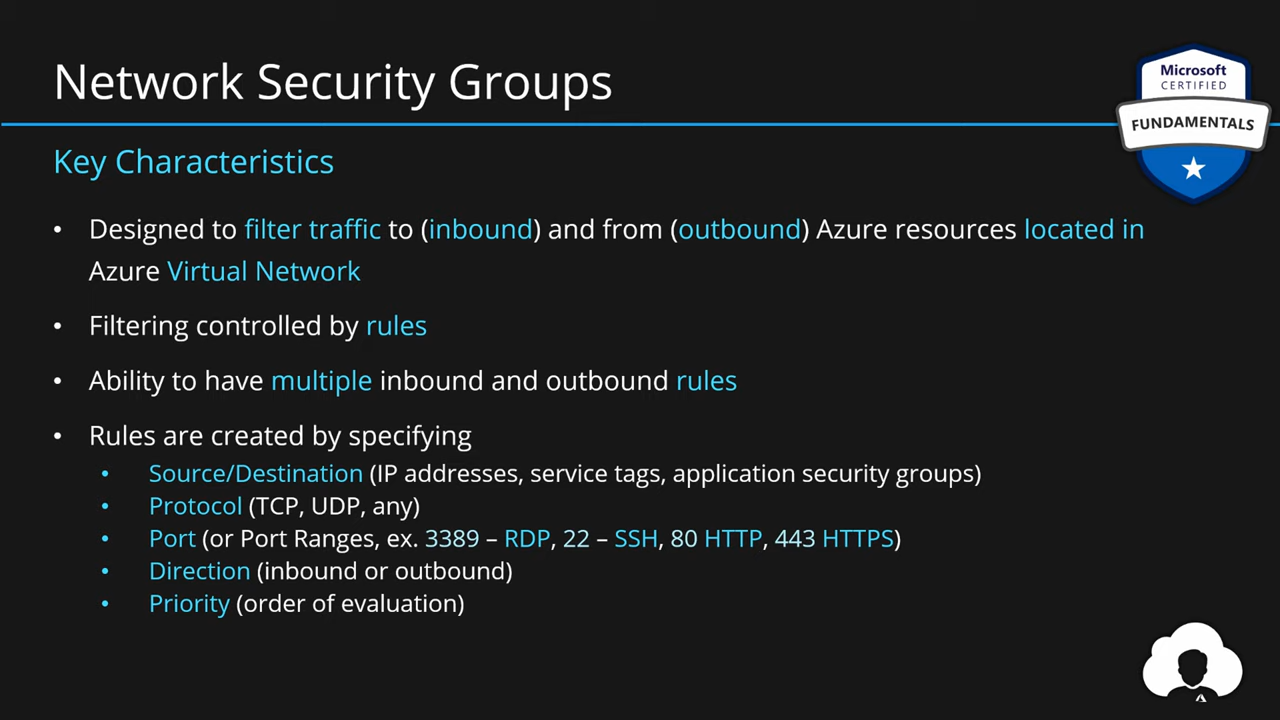 Network Security Groups
Microsoft
CERTIFIED
FUNDAMENTALS
Key Characteristics
• Designed to filter traffic to (inbound) and from (outbound) Azure resources located in
Azure Virtual Network
• Filtering controlled by rules
• Ability to have multiple inbound and outbound rules
• Rules are created by specifying
• Source/Destination (IP addresses, service tags, application security groups)
• Protocol (TCP, UDP, any)
• Port (or Port Ranges, ex. 3389 – RDP, 22 – SSH, 80 HTTP, 443 HTTPS)
• Direction (inbound or outbound)
• Priority (order of evaluation)